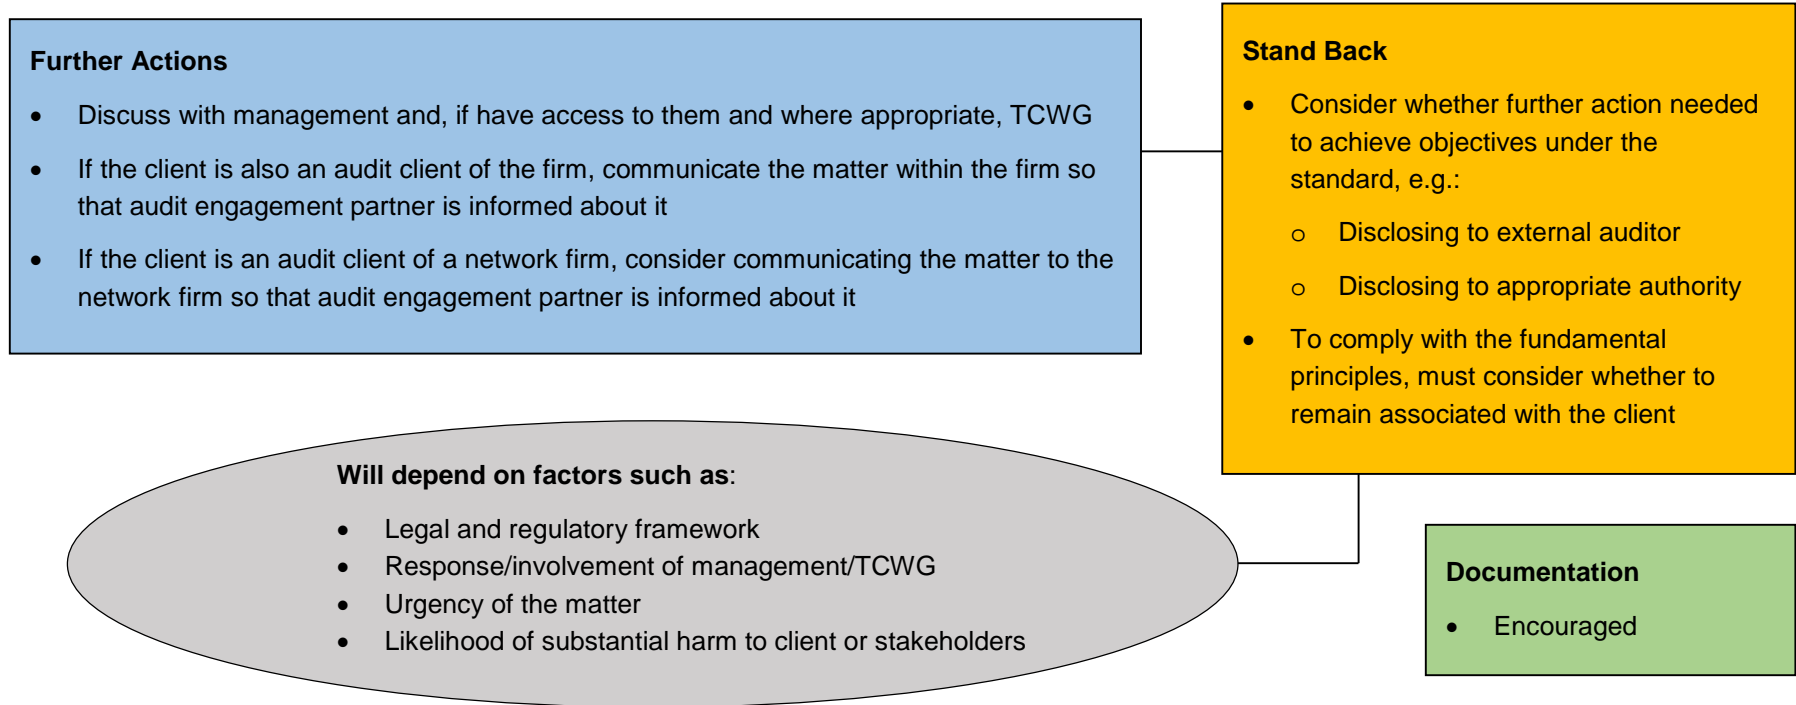 Further Actions
• Discuss with management and, if have access to them and where appropriate, TCWG
• If the client is also an audit client of the firm, communicate the matter within the firm so
that audit engagement partner is informed about it
• If the client is an audit client of a network firm, consider communicating the matter to the
network firm so that audit engagement partner is informed about it
Stand Back
• Consider whether further action needed
to achieve objectives under the
standard, e.g.:
o Disclosing to external auditor
o Disclosing to appropriate authority
• To comply with the fundamental
principles, must consider whether to
remain associated with the client
Will depend on factors such as:
• Legal and regulatory framework
• Response/involvement of management/TCWG
• Urgency of the matter
• Likelihood of substantial harm to client or stakeholders
Documentation
• Encouraged